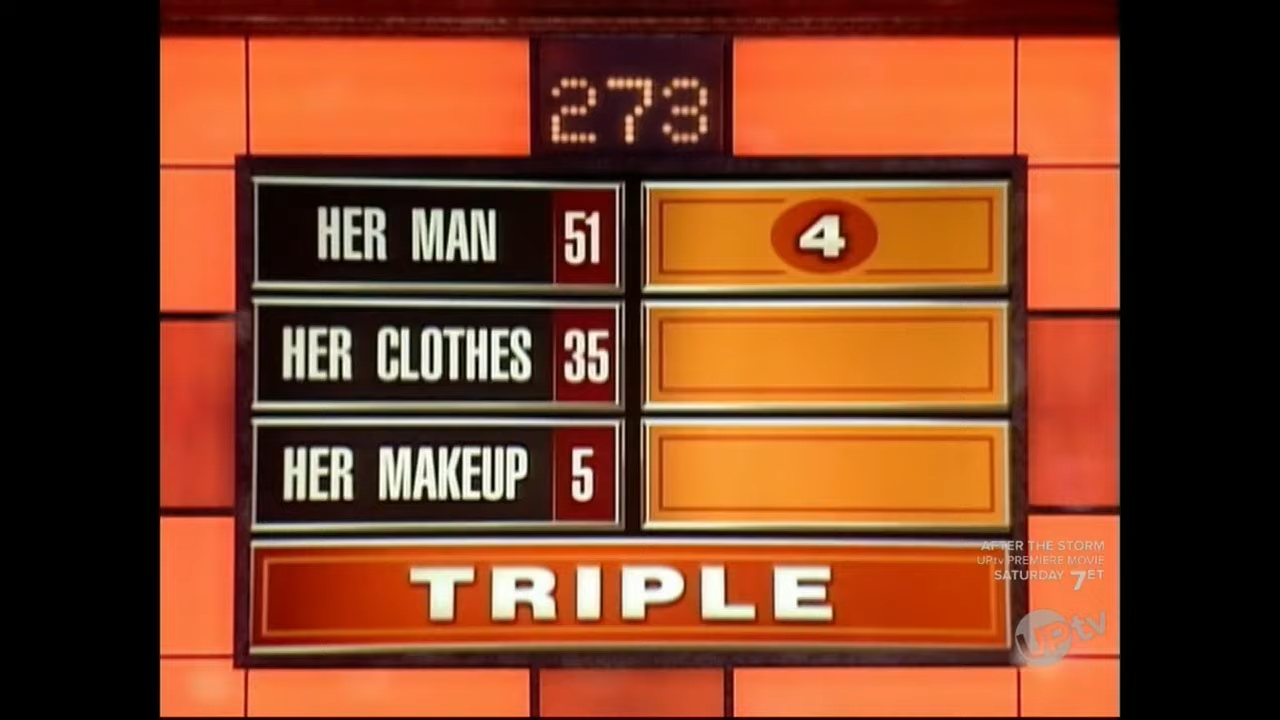 273
HER MAN 51
4
HER CLOTHES 35
HER MAKEUP 5
TRIPLE
AFTER THE STORM
UPtv PREMIERE MOVIE
SATURDAY 7ET
UPtv